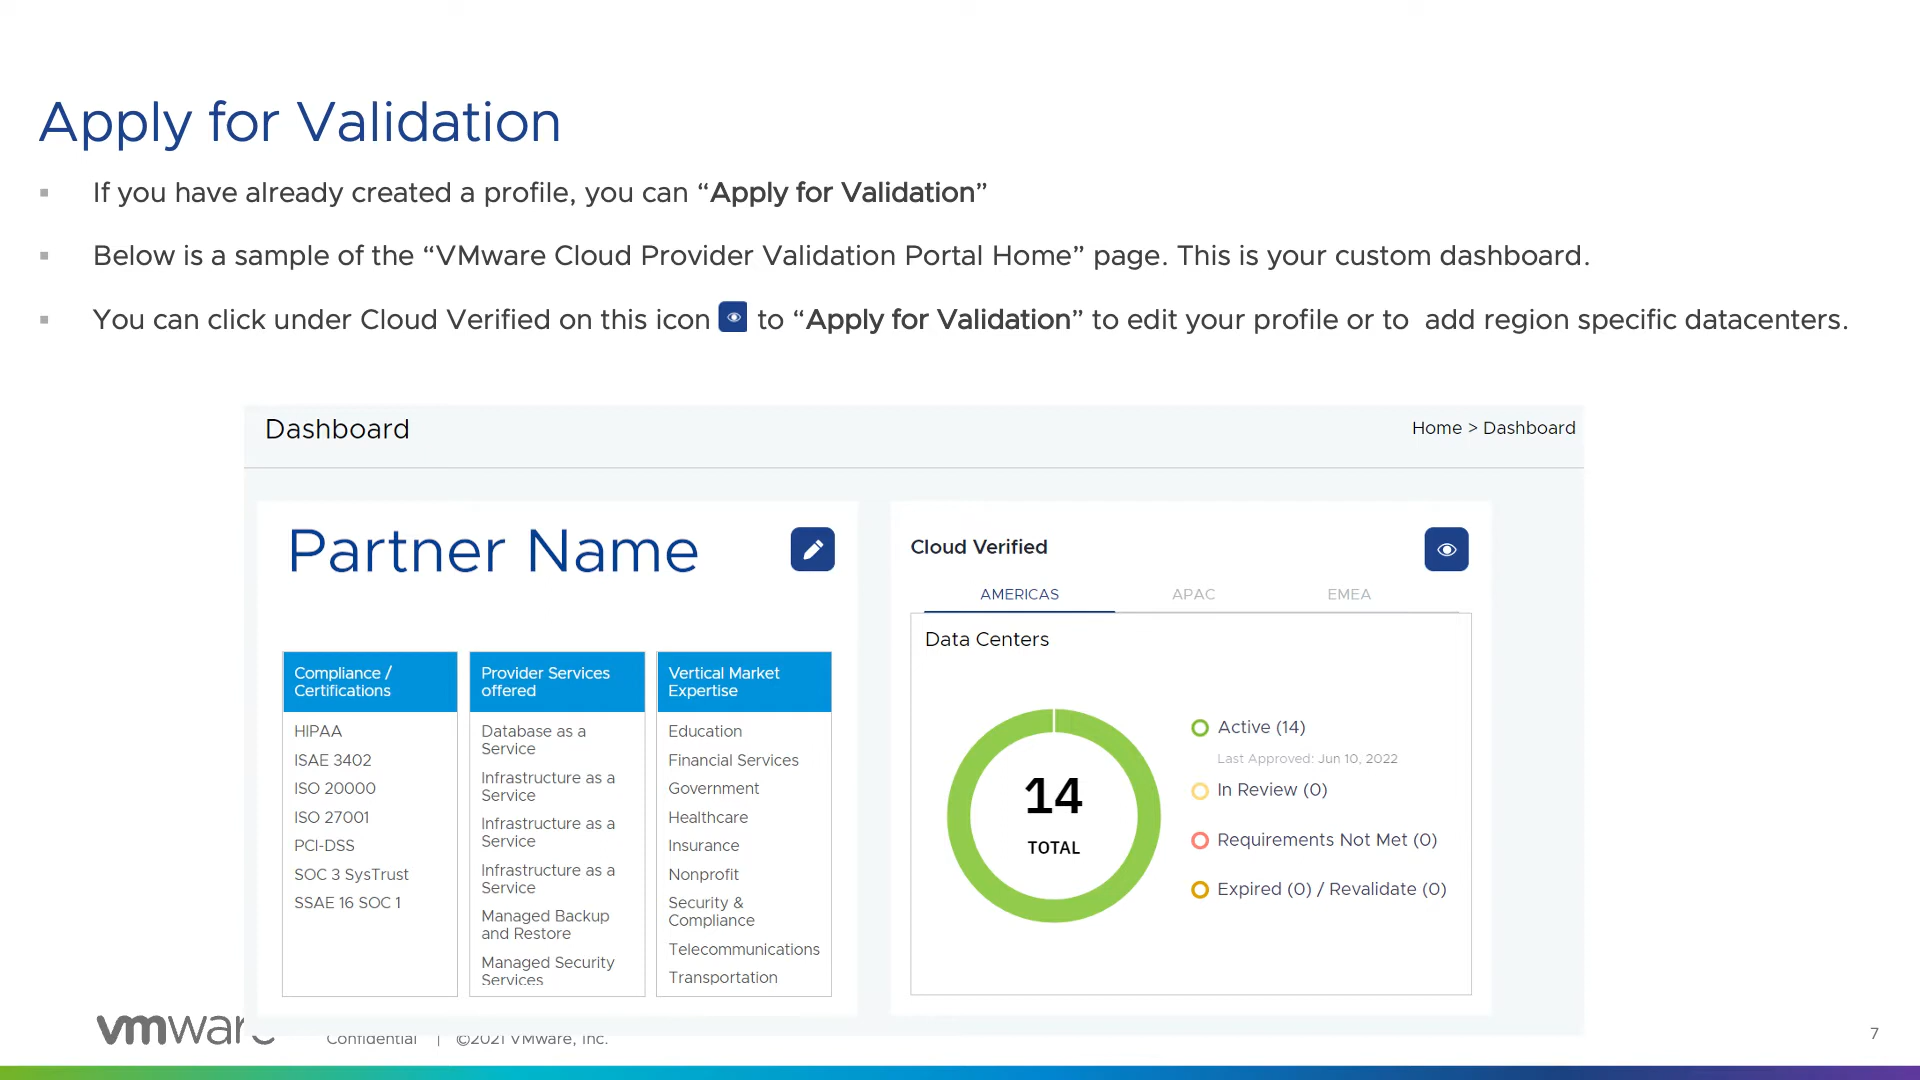 Apply for Validation
If you have already created a profile, you can “Apply for Validation”
Below is a sample of the “VMware Cloud Provider Validation Portal Home” page. This is your custom dashboard.
You can click under Cloud Verified on this icon to “Apply for Validation” to edit your profile or to add region specific datacenters.
Dashboard
Home > Dashboard
Partner Name
Compliance /
Certifications
HIPAA
ISAE 3402
ISO 20000
ISO 27001
PCI-DSS
SOC 3 SysTrust
SSAE 16 SOC 1
Provider Services
offered
Database as a
Service
Infrastructure as a
Service
Infrastructure as a
Service
Infrastructure as a
Service
Managed Backup
and Restore
Managed Security
Services
Vertical Market
Expertise
Education
Financial Services
Government
Healthcare
Insurance
Nonprofit
Security &
Compliance
Telecommunications
Transportation
Cloud Verified
AMERICAS APAC EMEA
Data Centers
14
TOTAL
Active (14)
Last Approved: Jun 10, 2022
In Review (0)
Requirements Not Met (0)
Expired (0) / Revalidate (0)
vmware
Confidential | ©2021 VMware, Inc.
7